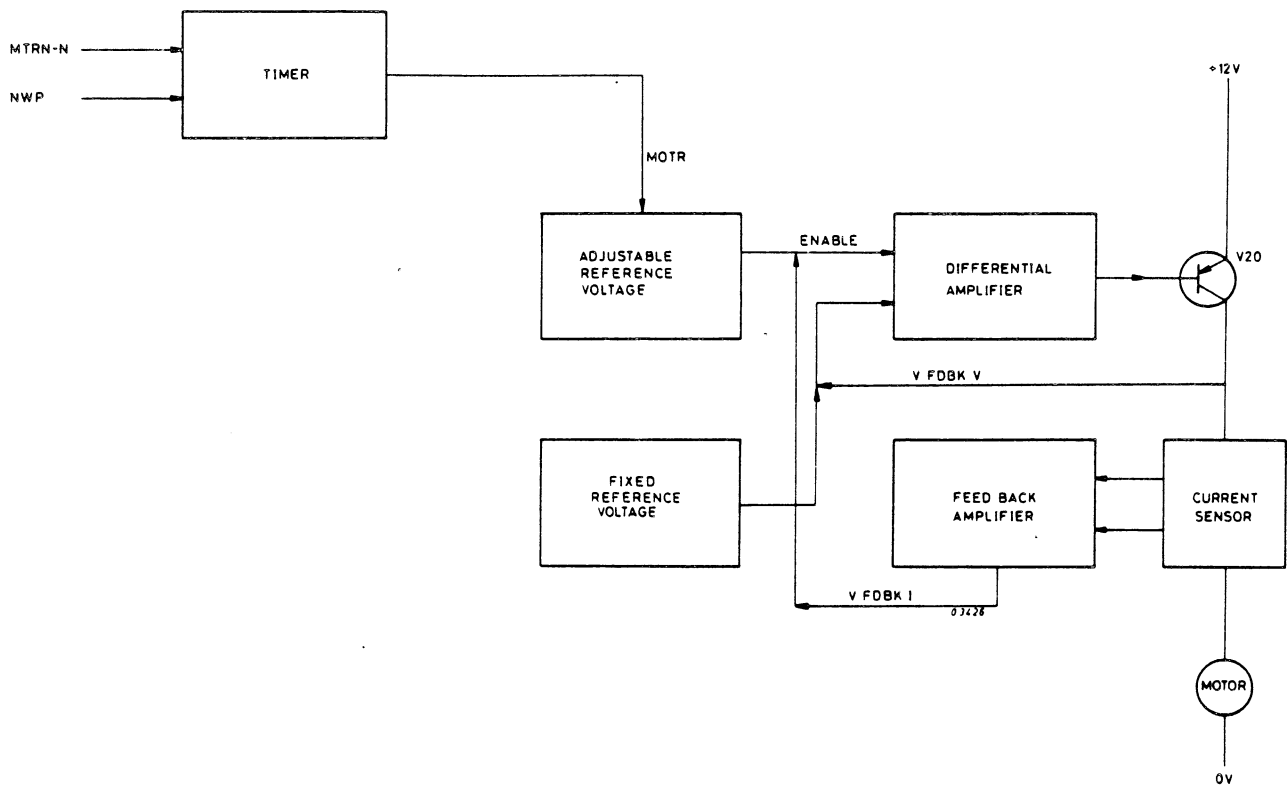 MTRN-N
NWP
TIMER
+12V
MOTR
ADJUSTABLE
REFERENCE
VOLTAGE
ENABLE
DIFFERENTIAL
AMPLIFIER
V20
V FDBK V
FIXED
REFERENCE
VOLTAGE
FEED BACK
AMPLIFIER
CURRENT
SENSOR
V FDBK I
03428
MOTOR
0V